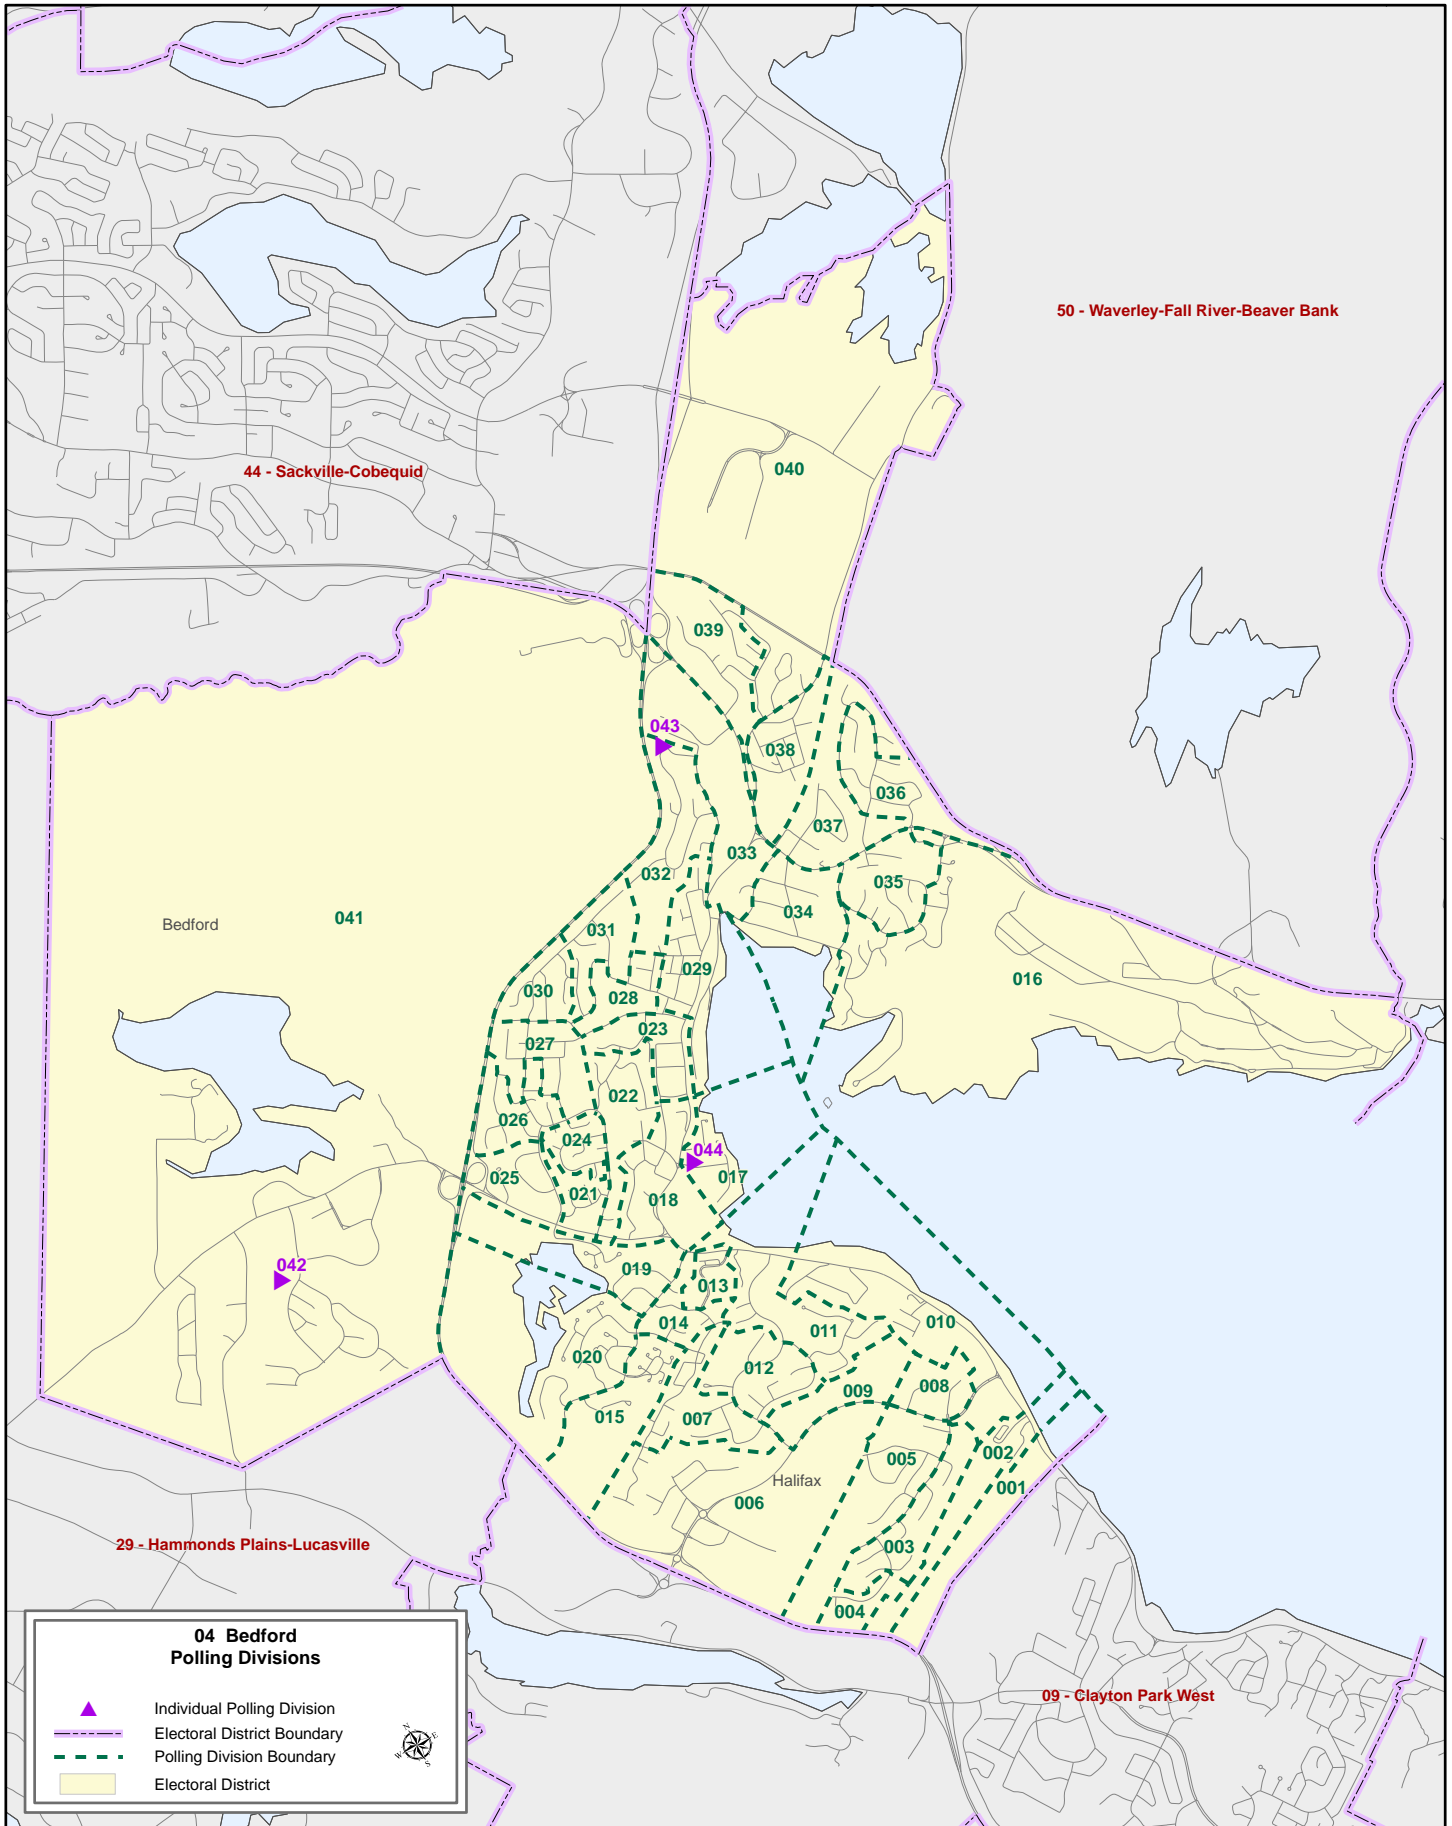 50 - Waverley-Fall River-Beaver Bank
44 - Sackville-Cobequid
040
039
043
038
036
037
033
032
035
034
041
Bedford
031
016
029
030
028
023
027
022
026
024
044
025
017
021
018
042
019
013
014
010
011
020
012
008
009
015
007
002
005
Halifax
001
006
29 - Hammonds Plains-Lucasville
003
004
04 Bedford
Polling Divisions
Individual Polling Division
Electoral District Boundary
Polling Division Boundary
Electoral District
N
E
W
S
09 - Clayton Park West